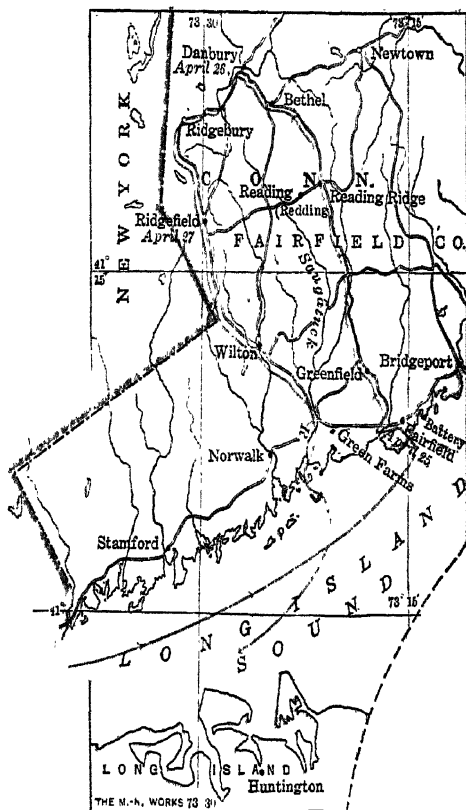 73 30
73 15
Danbury
April 26
Newtown
Bethel
NEW YORK
Ridgebury
CONN.
Reading
(Redding)
Reading Ridge
Ridgefield
April 27
FAIRFIELD CO.
41°
15
Saugatuck
Wilton
Greenfield
Bridgeport
Battery
Fairfield
April 25
Green Farms
Norwalk
Stamford
41°
73° 15
LONG ISLAND
SOUND
LONG ISLAND
Huntington
THE M.-N. WORKS
73 30